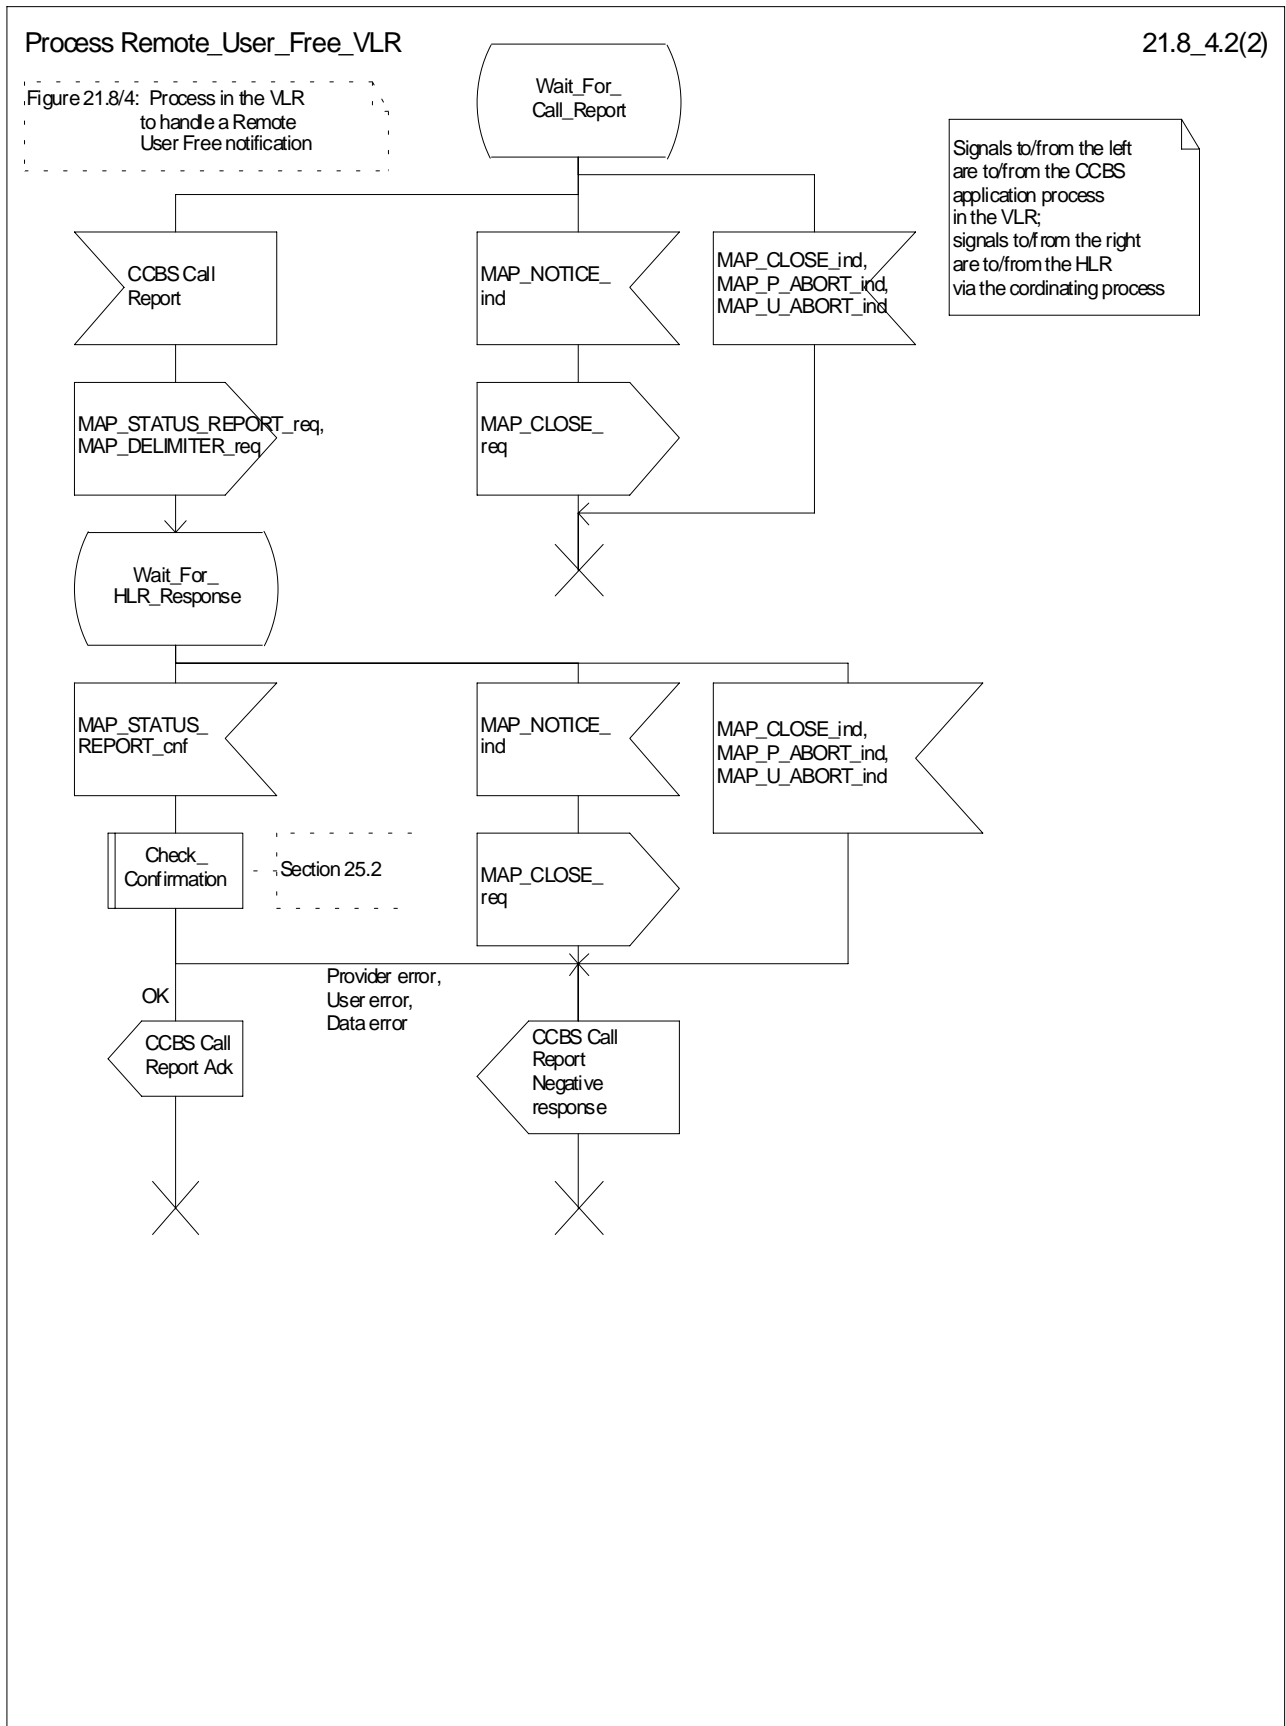 Process Remote_User_Free_VLR
21.8_4.2(2)
Figure 21.8/4: Process in the VLR
to handle a Remote
User Free notification
Wait_For_
Call_Report
Signals to/from the left
are to/from the CCBS
application process
in the VLR;
signals to/from the right
are to/from the HLR
via the cordinating process
CCBS Call
Report
MAP_NOTICE_
ind
MAP_CLOSE_ind,
MAP_P_ABORT_ind,
MAP_U_ABORT_ind
MAP_STATUS_REPORT_req,
MAP_DELIMITER_req
MAP_CLOSE_
req
Wait_For_
HLR_Response
MAP_STATUS_
REPORT_cnf
MAP_NOTICE_
ind
MAP_CLOSE_ind,
MAP_P_ABORT_ind,
MAP_U_ABORT_ind
Check_
Confirmation
Section 25.2
MAP_CLOSE_
req
Provider error,
User error,
Data error
OK
CCBS Call
Report Ack
CCBS Call
Report
Negative
response